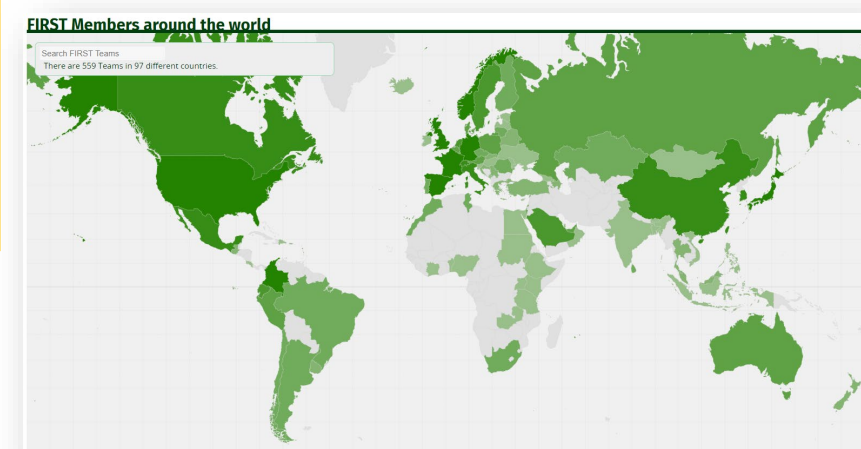 FIRST Members around the world
Search FIRST Teams
There are 559 Teams in 97 different countries.